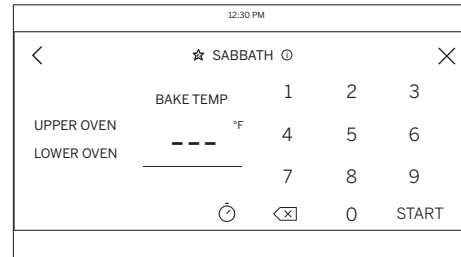 12:30 PM
SABBATH
BAKE TEMP
1 2 3
UPPER OVEN
--- °F
4 5 6
LOWER OVEN
7 8 9
0 START